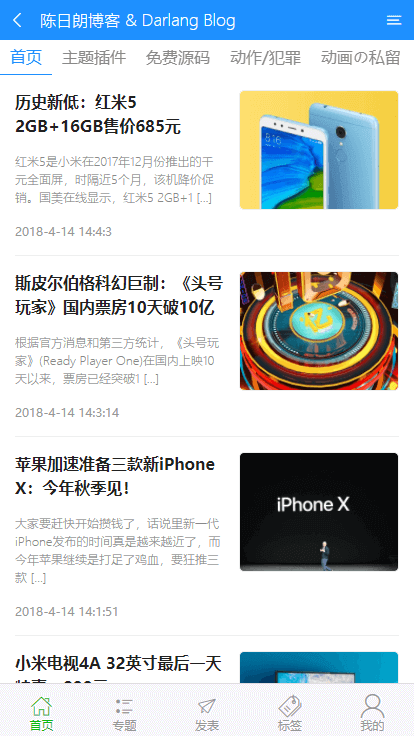 陈日朗博客 & Darlang Blog
首页 主题插件 免费源码 动作/犯罪 动画の私留
历史新低：红米5
2GB+16GB售价685元
红米5是小米在2017年12月份推出的千
元全面屏，时隔近5个月，该机降价促
销。国美在线显示，红米5 2GB+1 [...]
2018-4-14 14:4:3
斯皮尔伯格科幻巨制：《头号
玩家》国内票房10天破10亿
根据官方消息和第三方统计，《头号玩
家》(Ready Player One)在国内上映10
天以来，票房已经突破1 [...]
2018-4-14 14:3:14
亿
苹果加速准备三款新iPhone
X：今年秋季见！
大家要赶快开始攒钱了，话说里新一代
iPhone发布的时间真是越来越近了，而
今年苹果继续是打足了鸡血，要狂推三
款 [...]
2018-4-14 14:1:51
iPhone X
小米电视4A 32英寸最后一天
首页 专题 发表 标签 我的